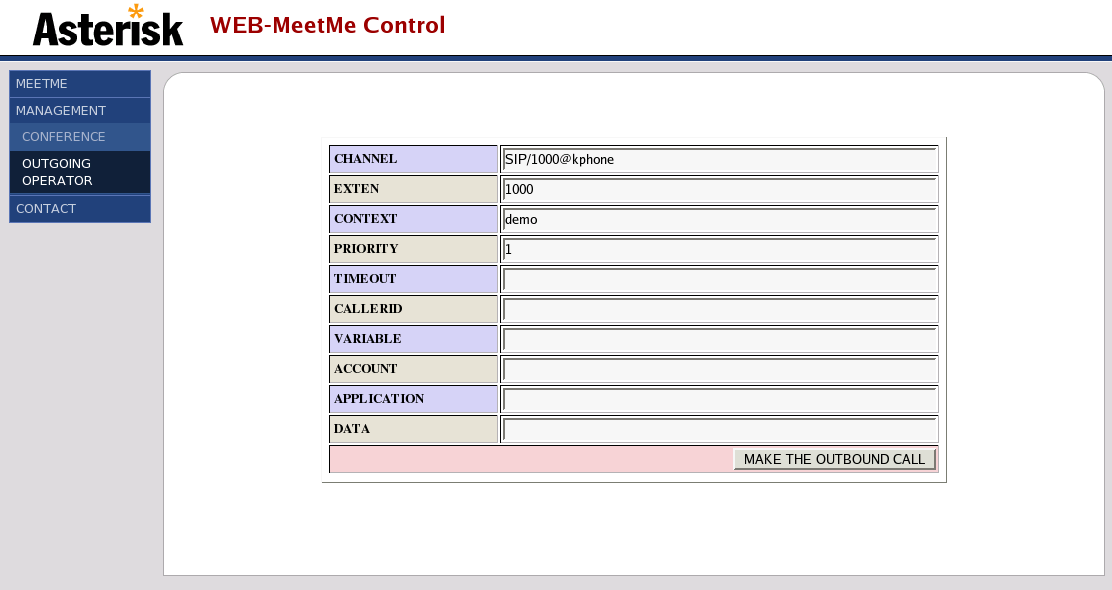 Asterisk
WEB-MeetMe Control
MEETME
MANAGEMENT
CONFERENCE
OUTGOING
OPERATOR
CONTACT
CHANNEL SIP/1000@kphone
EXTEN 1000
CONTEXT demo
PRIORITY 1
TIMEOUT
CALLERID
VARIABLE
ACCOUNT
APPLICATION
DATA
MAKE THE OUTBOUND CALL